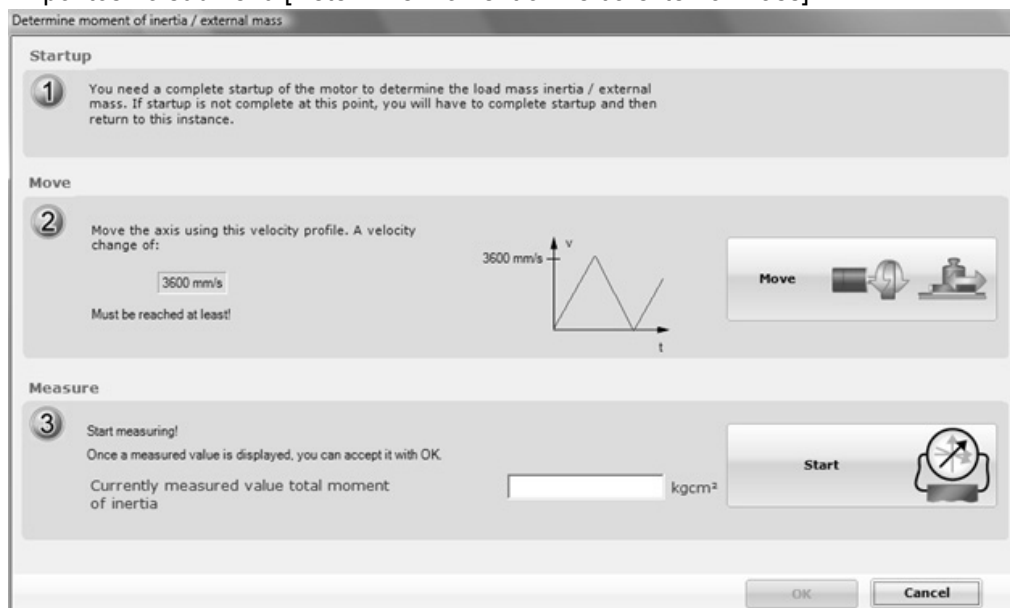 Determine moment of inertia / external mass
Startup
1
You need a complete startup of the motor to determine the load mass inertia / external
mass. If startup is not complete at this point, you will have to complete startup and then
return to this instance.
Move
2
Move the axis using this velocity profile. A velocity
change of:
3600 mm/s
Must be reached at least!
3600 mm/s
v
t
Move
Measure
3
Start measuring!
Once a measured value is displayed, you can accept it with OK.
Currently measured value total moment
of inertia
kgcm²
Start
OK
Cancel